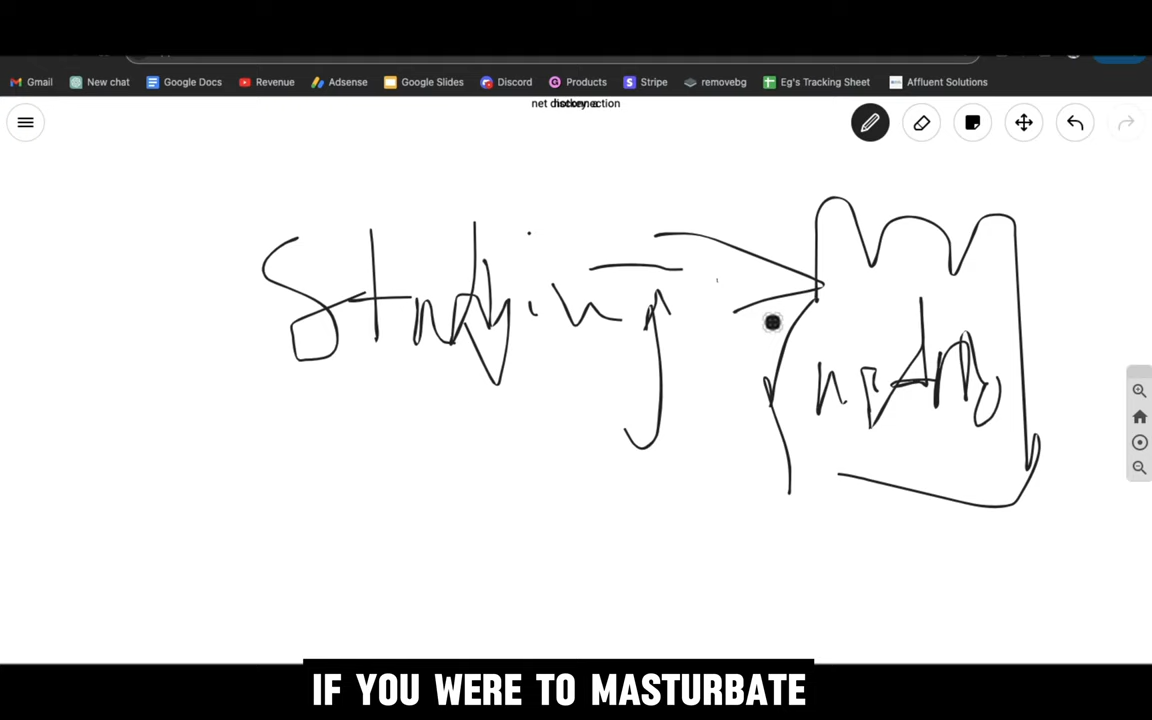 Gmail New chat Google Docs Revenue Adsense Google Slides Discord Products Stripe removebg Eg's Tracking Sheet Affluent Solutions
Studying
IF YOU WERE TO MASTURBATE